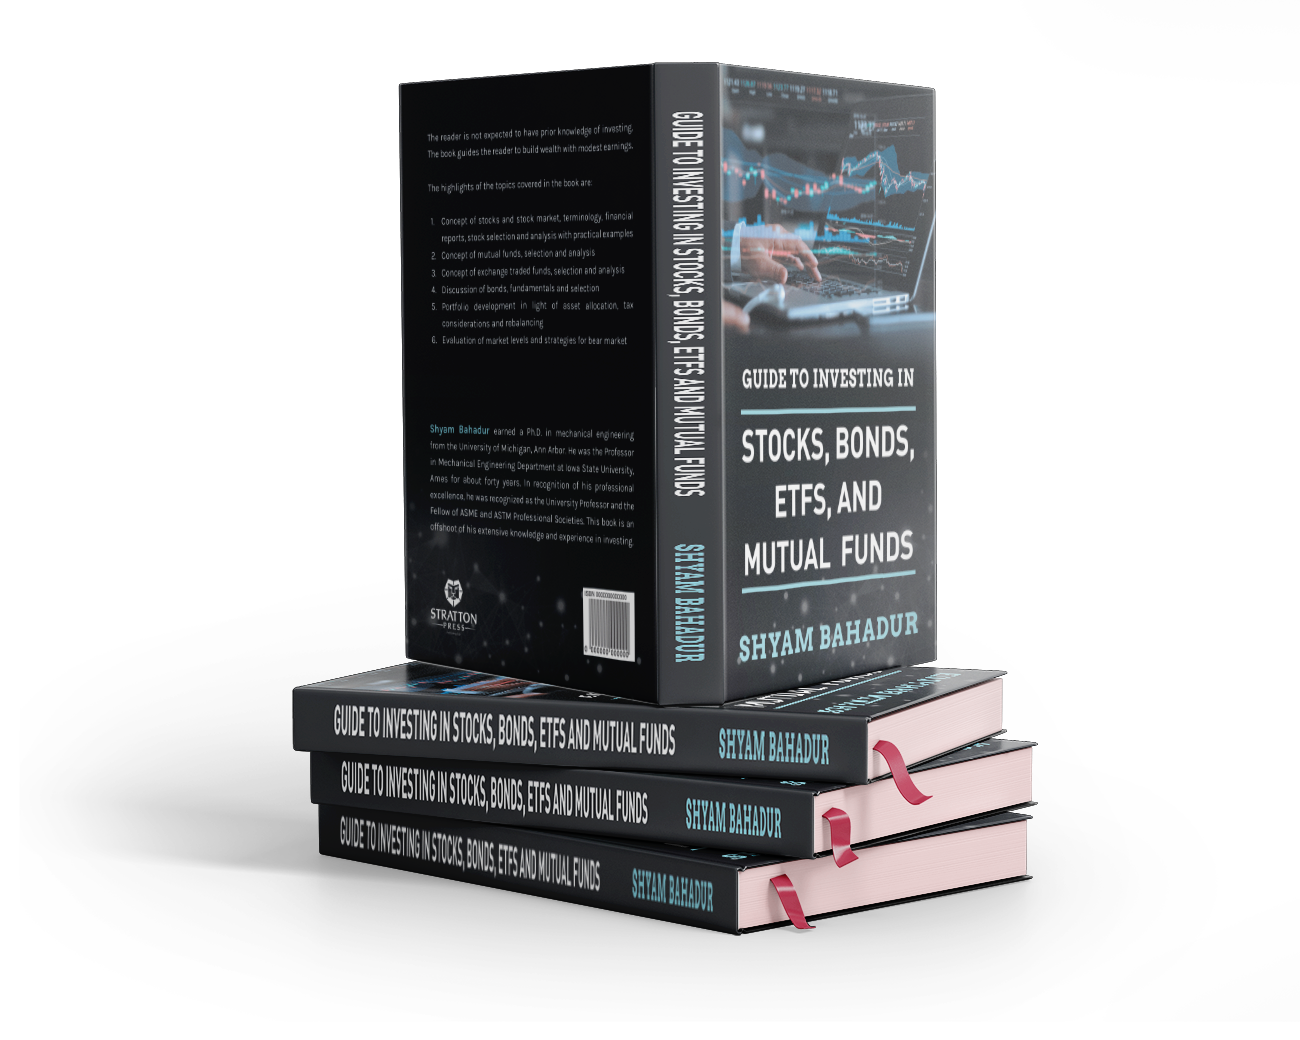 The reader is not expected to have prior knowledge of investing.
The book guides the reader to build wealth with modest earnings.
The highlights of the topics covered in the book are:
1. Concept of stocks and stock market, terminology, financial
reports, stock selection and analysis with practical examples
2. Concept of mutual funds, selection and analysis
3. Concept of exchange traded funds, selection and analysis
4. Discussion of bonds, fundamentals and selection
5. Portfolio development in light of asset allocation, tax
considerations and rebalancing
6. Evaluation of market levels and strategies for bear market
Shyam Bahadur earned a Ph.D. in mechanical engineering
from the University of Michigan, Ann Arbor. He was the Professor
in Mechanical Engineering Department at Iowa State University,
Ames for about forty years. In recognition of his professional
excellence, he was recognized as the University Professor and the
Fellow of ASME and ASTM Professional Societies. This book is an
offshoot of his extensive knowledge and experience in investing.
STRATTON
PRESS
GUIDE TO INVESTING IN STOCKS, BONDS, ETFS AND MUTUAL FUNDS
SHYAM BAHADUR
GUIDE TO INVESTING IN
STOCKS, BONDS,
ETFS, AND
MUTUAL FUNDS
SHYAM BAHADUR
GUIDE TO INVESTING IN STOCKS, BONDS, ETFS AND MUTUAL FUNDS SHYAM BAHADUR
GUIDE TO INVESTING IN STOCKS, BONDS, ETFS AND MUTUAL FUNDS SHYAM BAHADUR
GUIDE TO INVESTING IN STOCKS, BONDS, ETFS AND MUTUAL FUNDS SHYAM BAHADUR